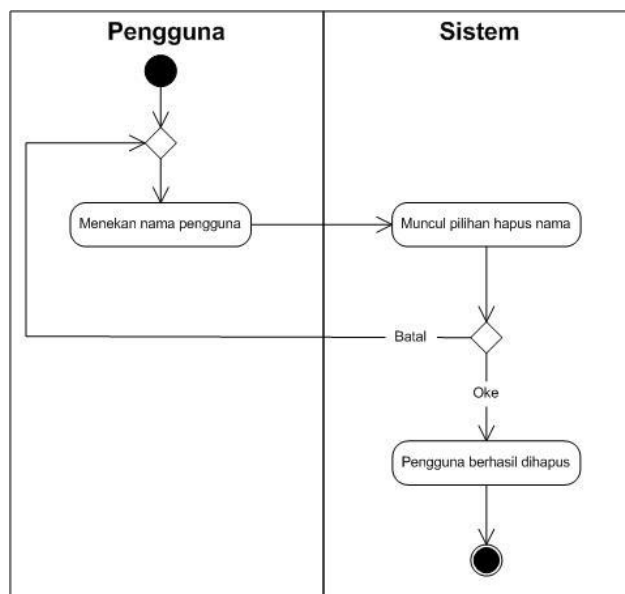 Pengguna
Sistem
Menekan nama pengguna
Muncul pilihan hapus nama
Batal
Oke
Pengguna berhasil dihapus